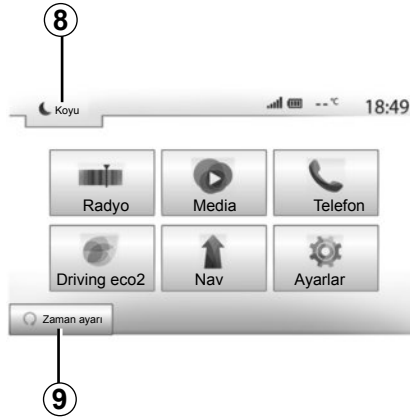 8
Koyu
--°C 18:49
Radyo Media Telefon
Driving eco2 Nav Ayarlar
Zaman ayarı
9